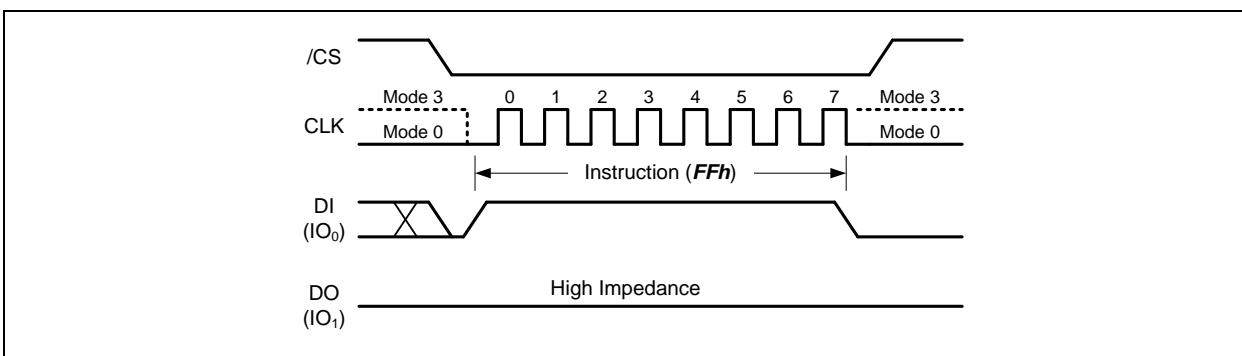 /CS
Mode 3 0 1 2 3 4 5 6 7 Mode 3
CLK
Mode 0 Mode 0
Instruction (FFh)
DI
(IO₀)
High Impedance
DO
(IO₁)